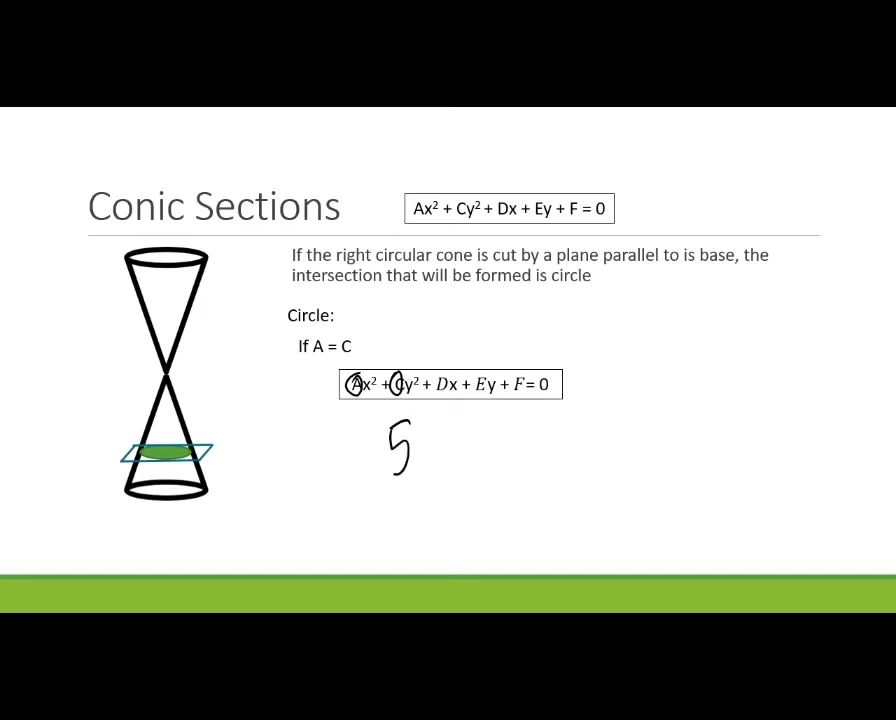 Conic Sections
Ax² + Cy² + Dx + Ey + F = 0
If the right circular cone is cut by a plane parallel to is base, the
intersection that will be formed is circle
Circle:
If A = C
Ax² + Cy² + Dx + Ey + F= 0
5